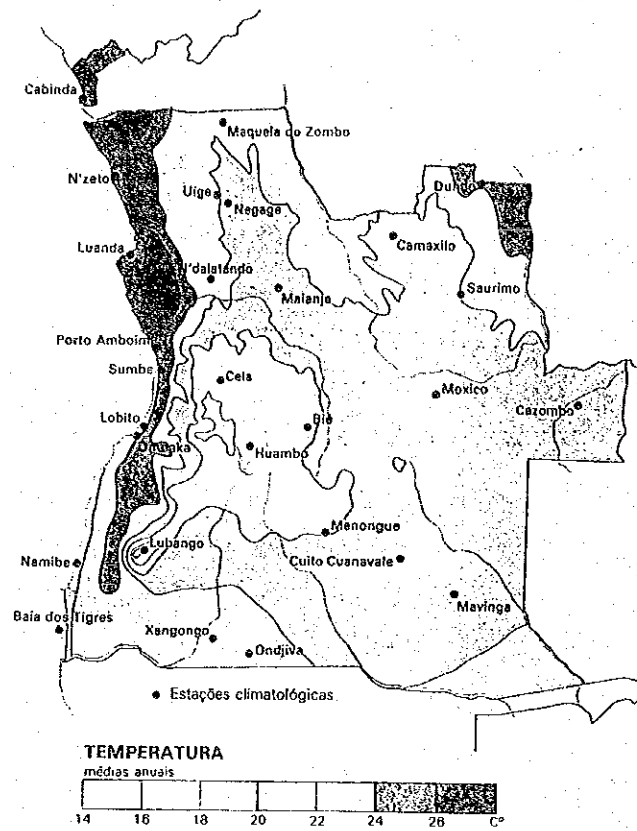 Cabinda
Maquela do Zombo
N'zeto
Dundo
Uíge
Negage
Luanda
Camaxilo
N'dalatando
Malanje
Saurimo
Porto Amboim
Sumbe
Cela
Moxico
Cazombo
Lobito
Bié
Huambo
Menongue
Lubango
Cuito Cuanavale
Namibe
Mavinga
Baía dos Tigres
Xangongo
Ondjiva
Estações climatológicas
TEMPERATURA
médias anuais
14 16 18 20 22 24 26 C°